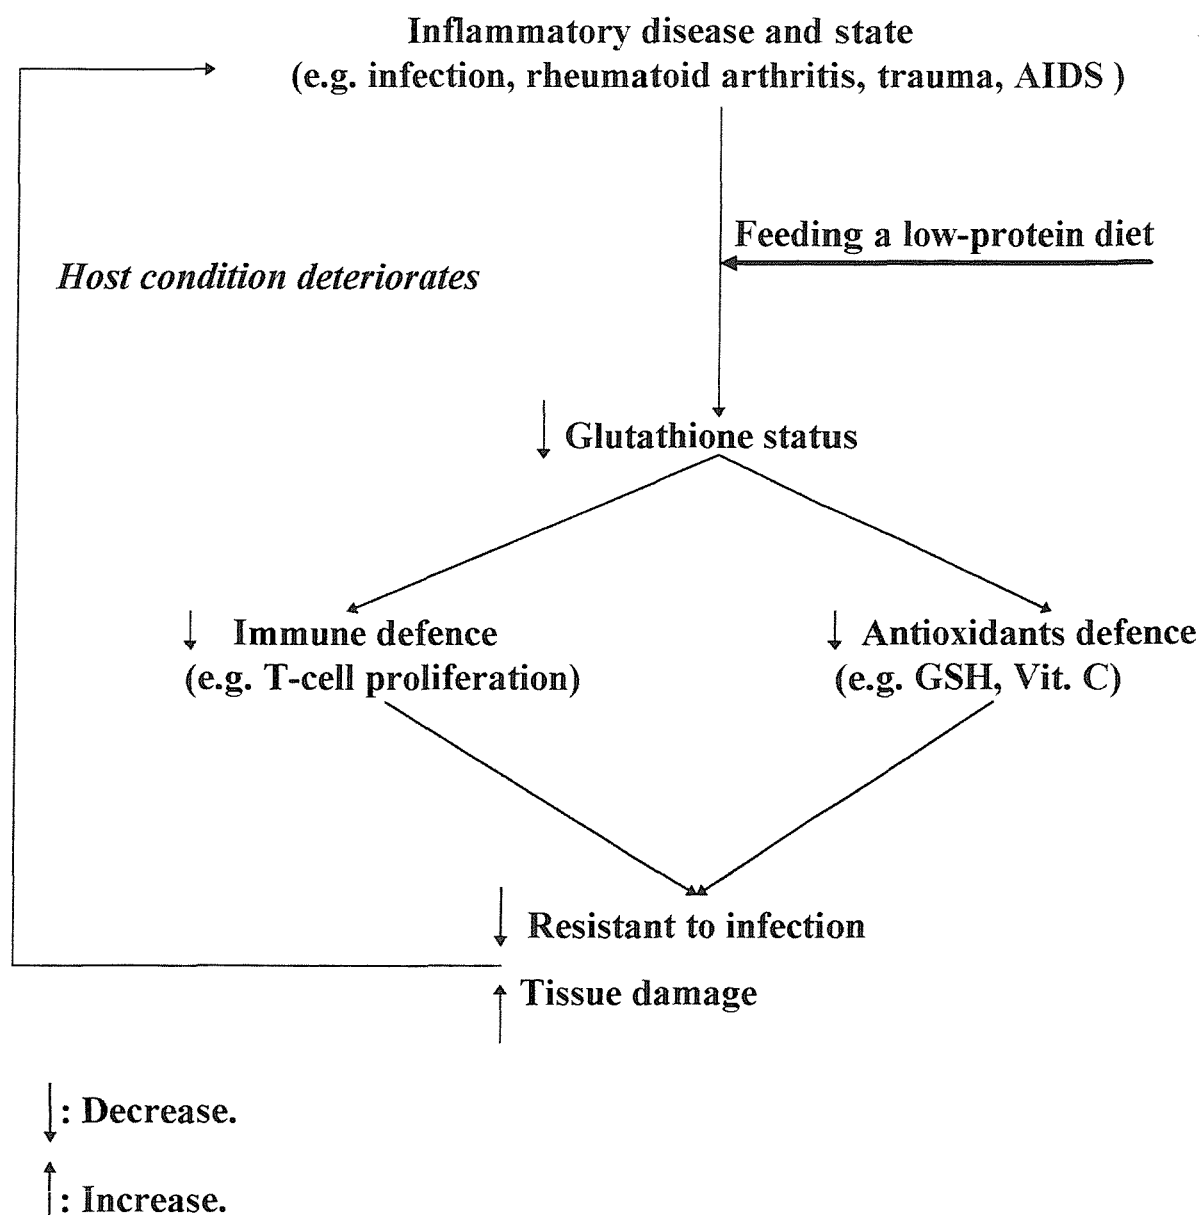 Inflammatory disease and state
(e.g. infection, rheumatoid arthritis, trauma, AIDS )
Feeding a low-protein diet
Host condition deteriorates
↓ Glutathione status
↓ Immune defence
(e.g. T-cell proliferation)
↓ Antioxidants defence
(e.g. GSH, Vit. C)
↓ Resistant to infection
↑ Tissue damage
↓: Decrease.
↑: Increase.